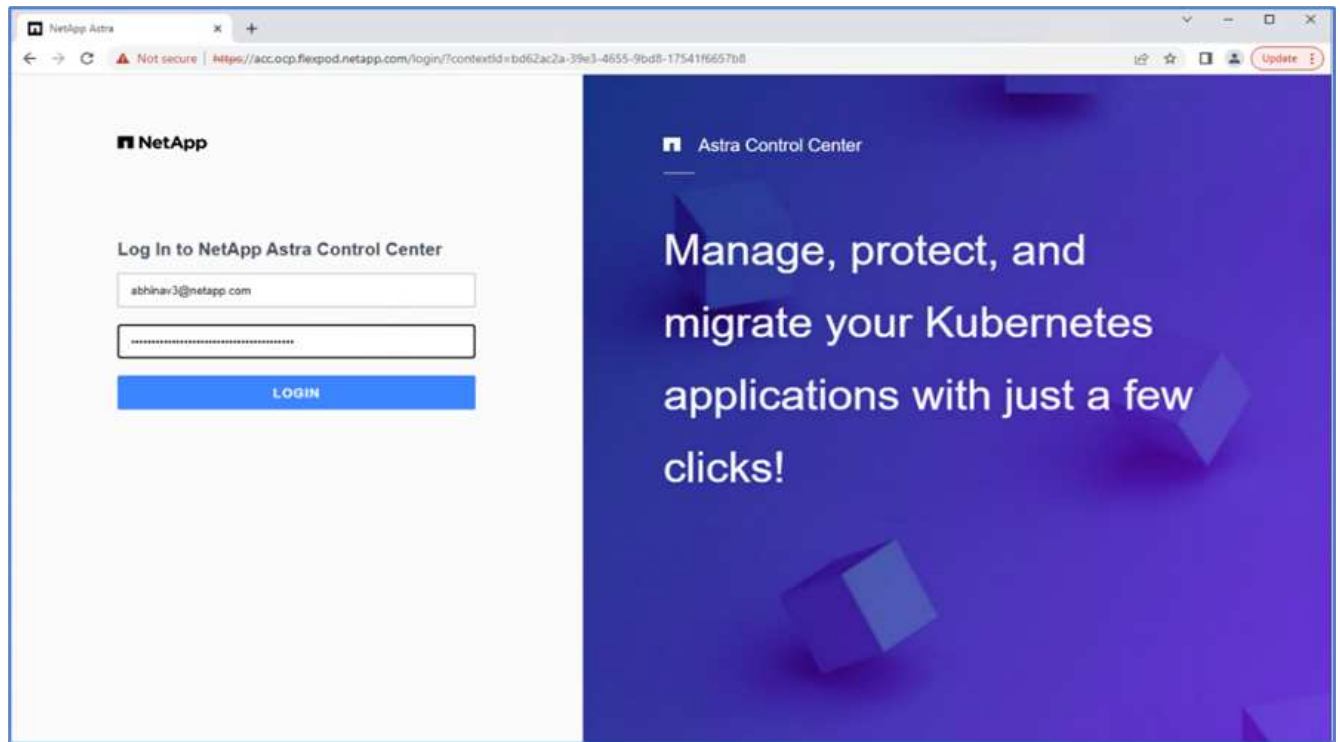 NetApp Astra
Not secure | https://acc.ocp.flexpod.netapp.com/login/?contextId=bd62ac2a-39e3-4655-9bd8-17541f6657b8
Update
NetApp
Log In to NetApp Astra Control Center
abhinav3@netapp.com
LOGIN
Astra Control Center
Manage, protect, and
migrate your Kubernetes
applications with just a few
clicks!